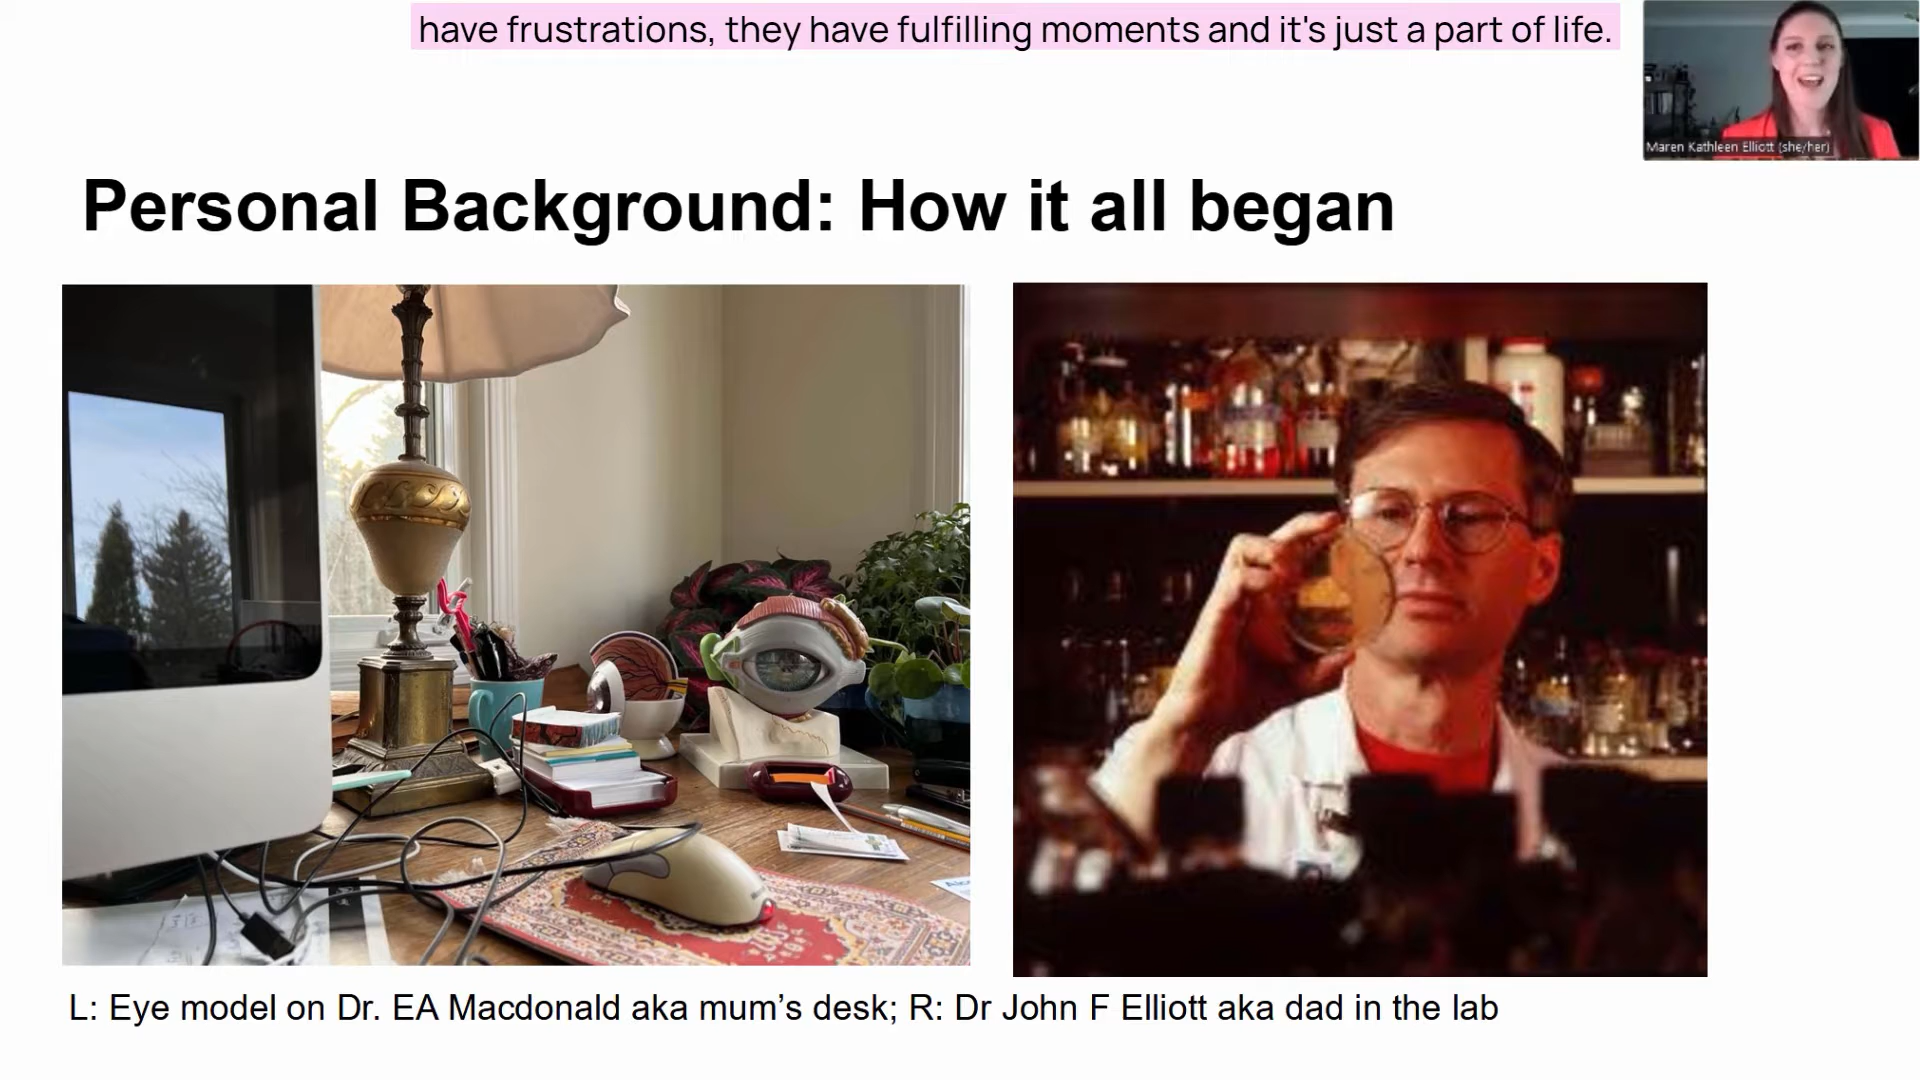 have frustrations, they have fulfilling moments and it's just a part of life.
Maren Kathleen Elliott (she/her)
Personal Background: How it all began
L: Eye model on Dr. EA Macdonald aka mum’s desk; R: Dr John F Elliott aka dad in the lab